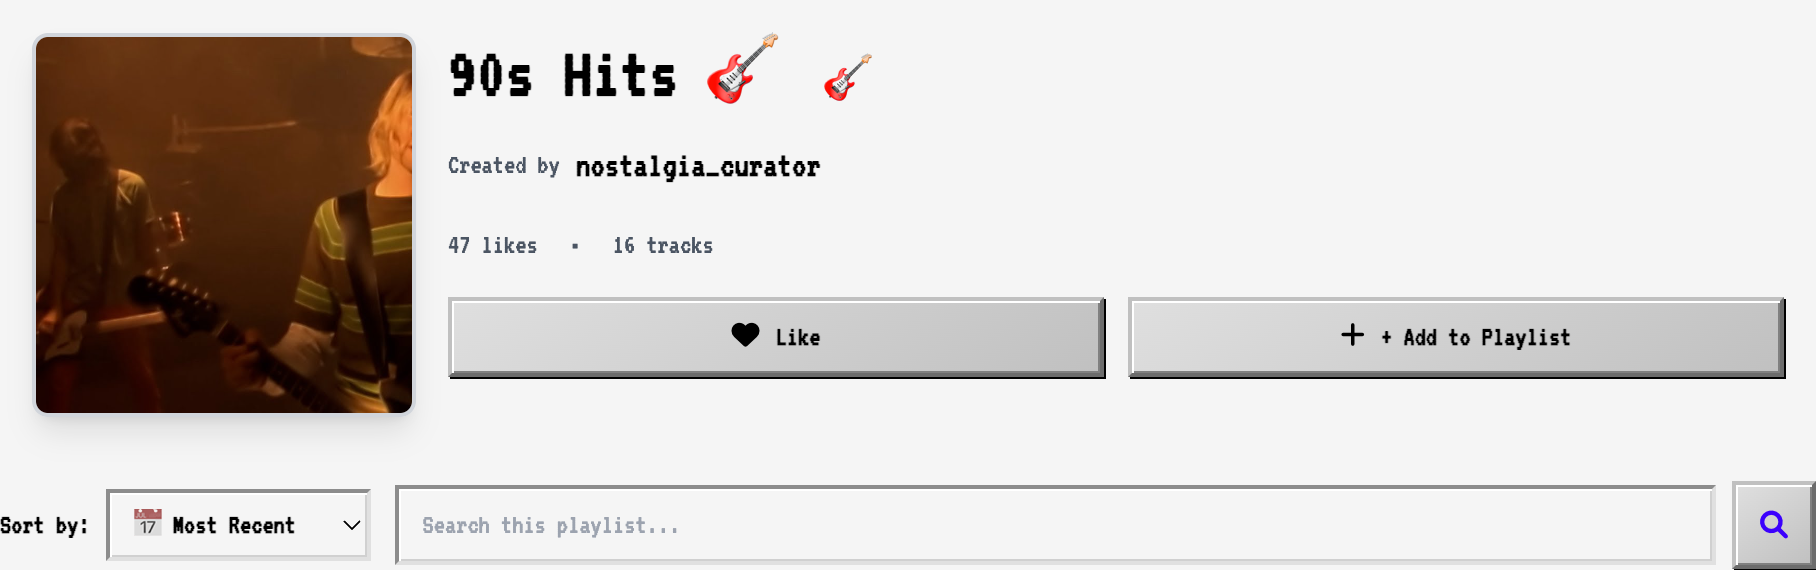 90s Hits 🎸 🎸
Created by nostalgia_curator
47 likes • 16 tracks
Like
+ Add to Playlist
Sort by: 📅 Most Recent
Search this playlist...